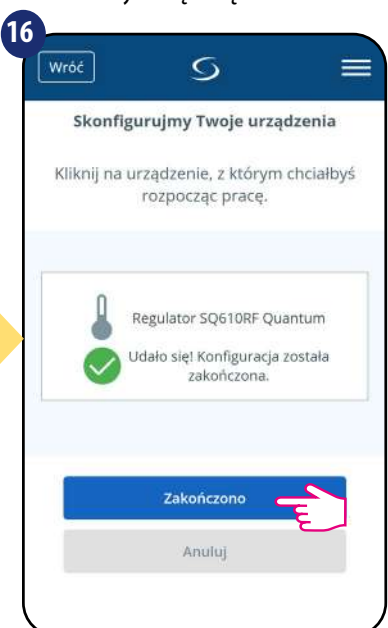 16
Wróć
Skonfigurujmy Twoje urządzenia
Kliknij na urządzenie, z którym chciałbyś
rozpocząc pracę.
Regulator SQ610RF Quantum
Udało się! Konfiguracja została
zakończona.
Zakończono
Anuluj